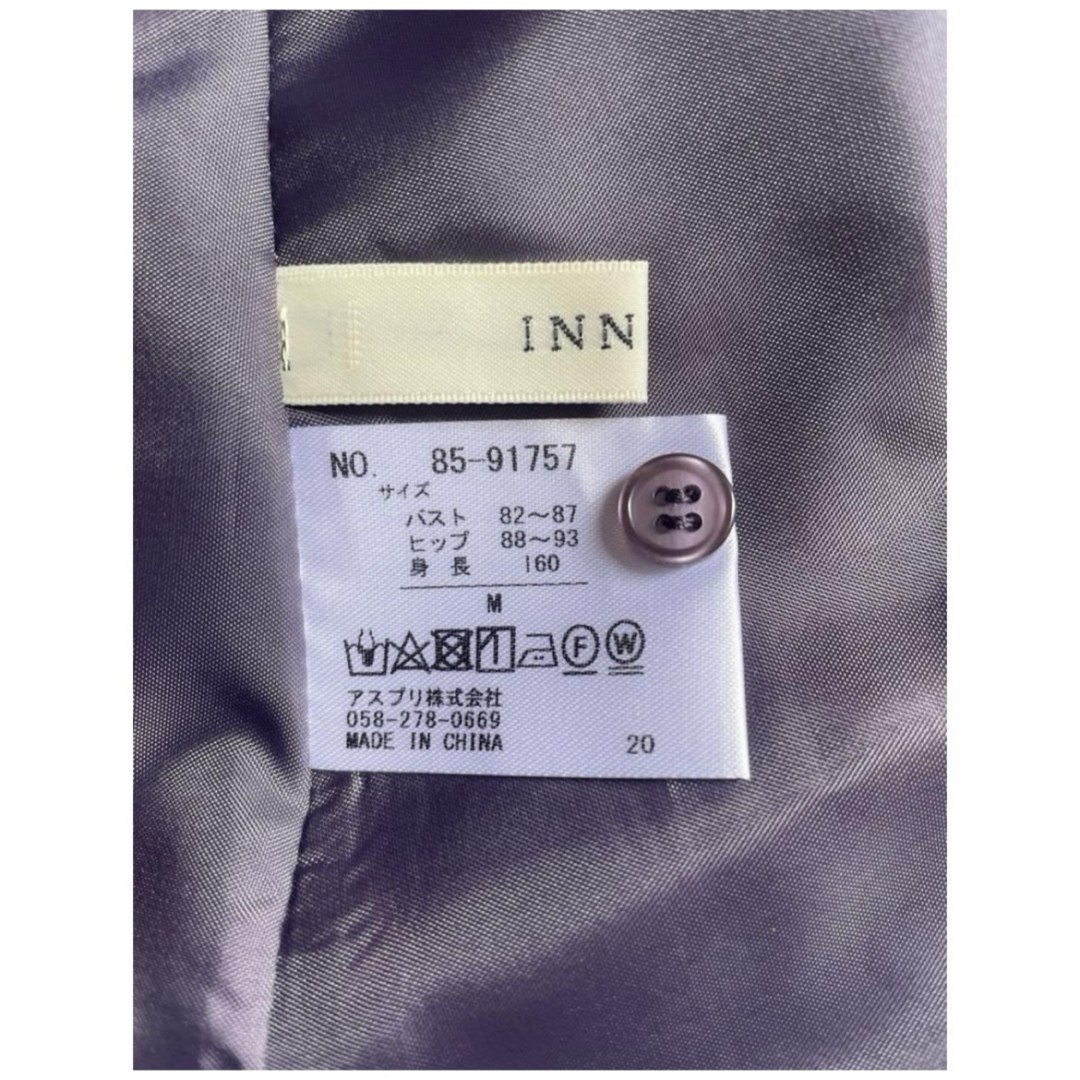 INN
NO. 85-91757
サイズ
バスト 82～87
ヒップ 88～93
身長 160
M
F W
アスプリ株式会社
058-278-0669
MADE IN CHINA 20